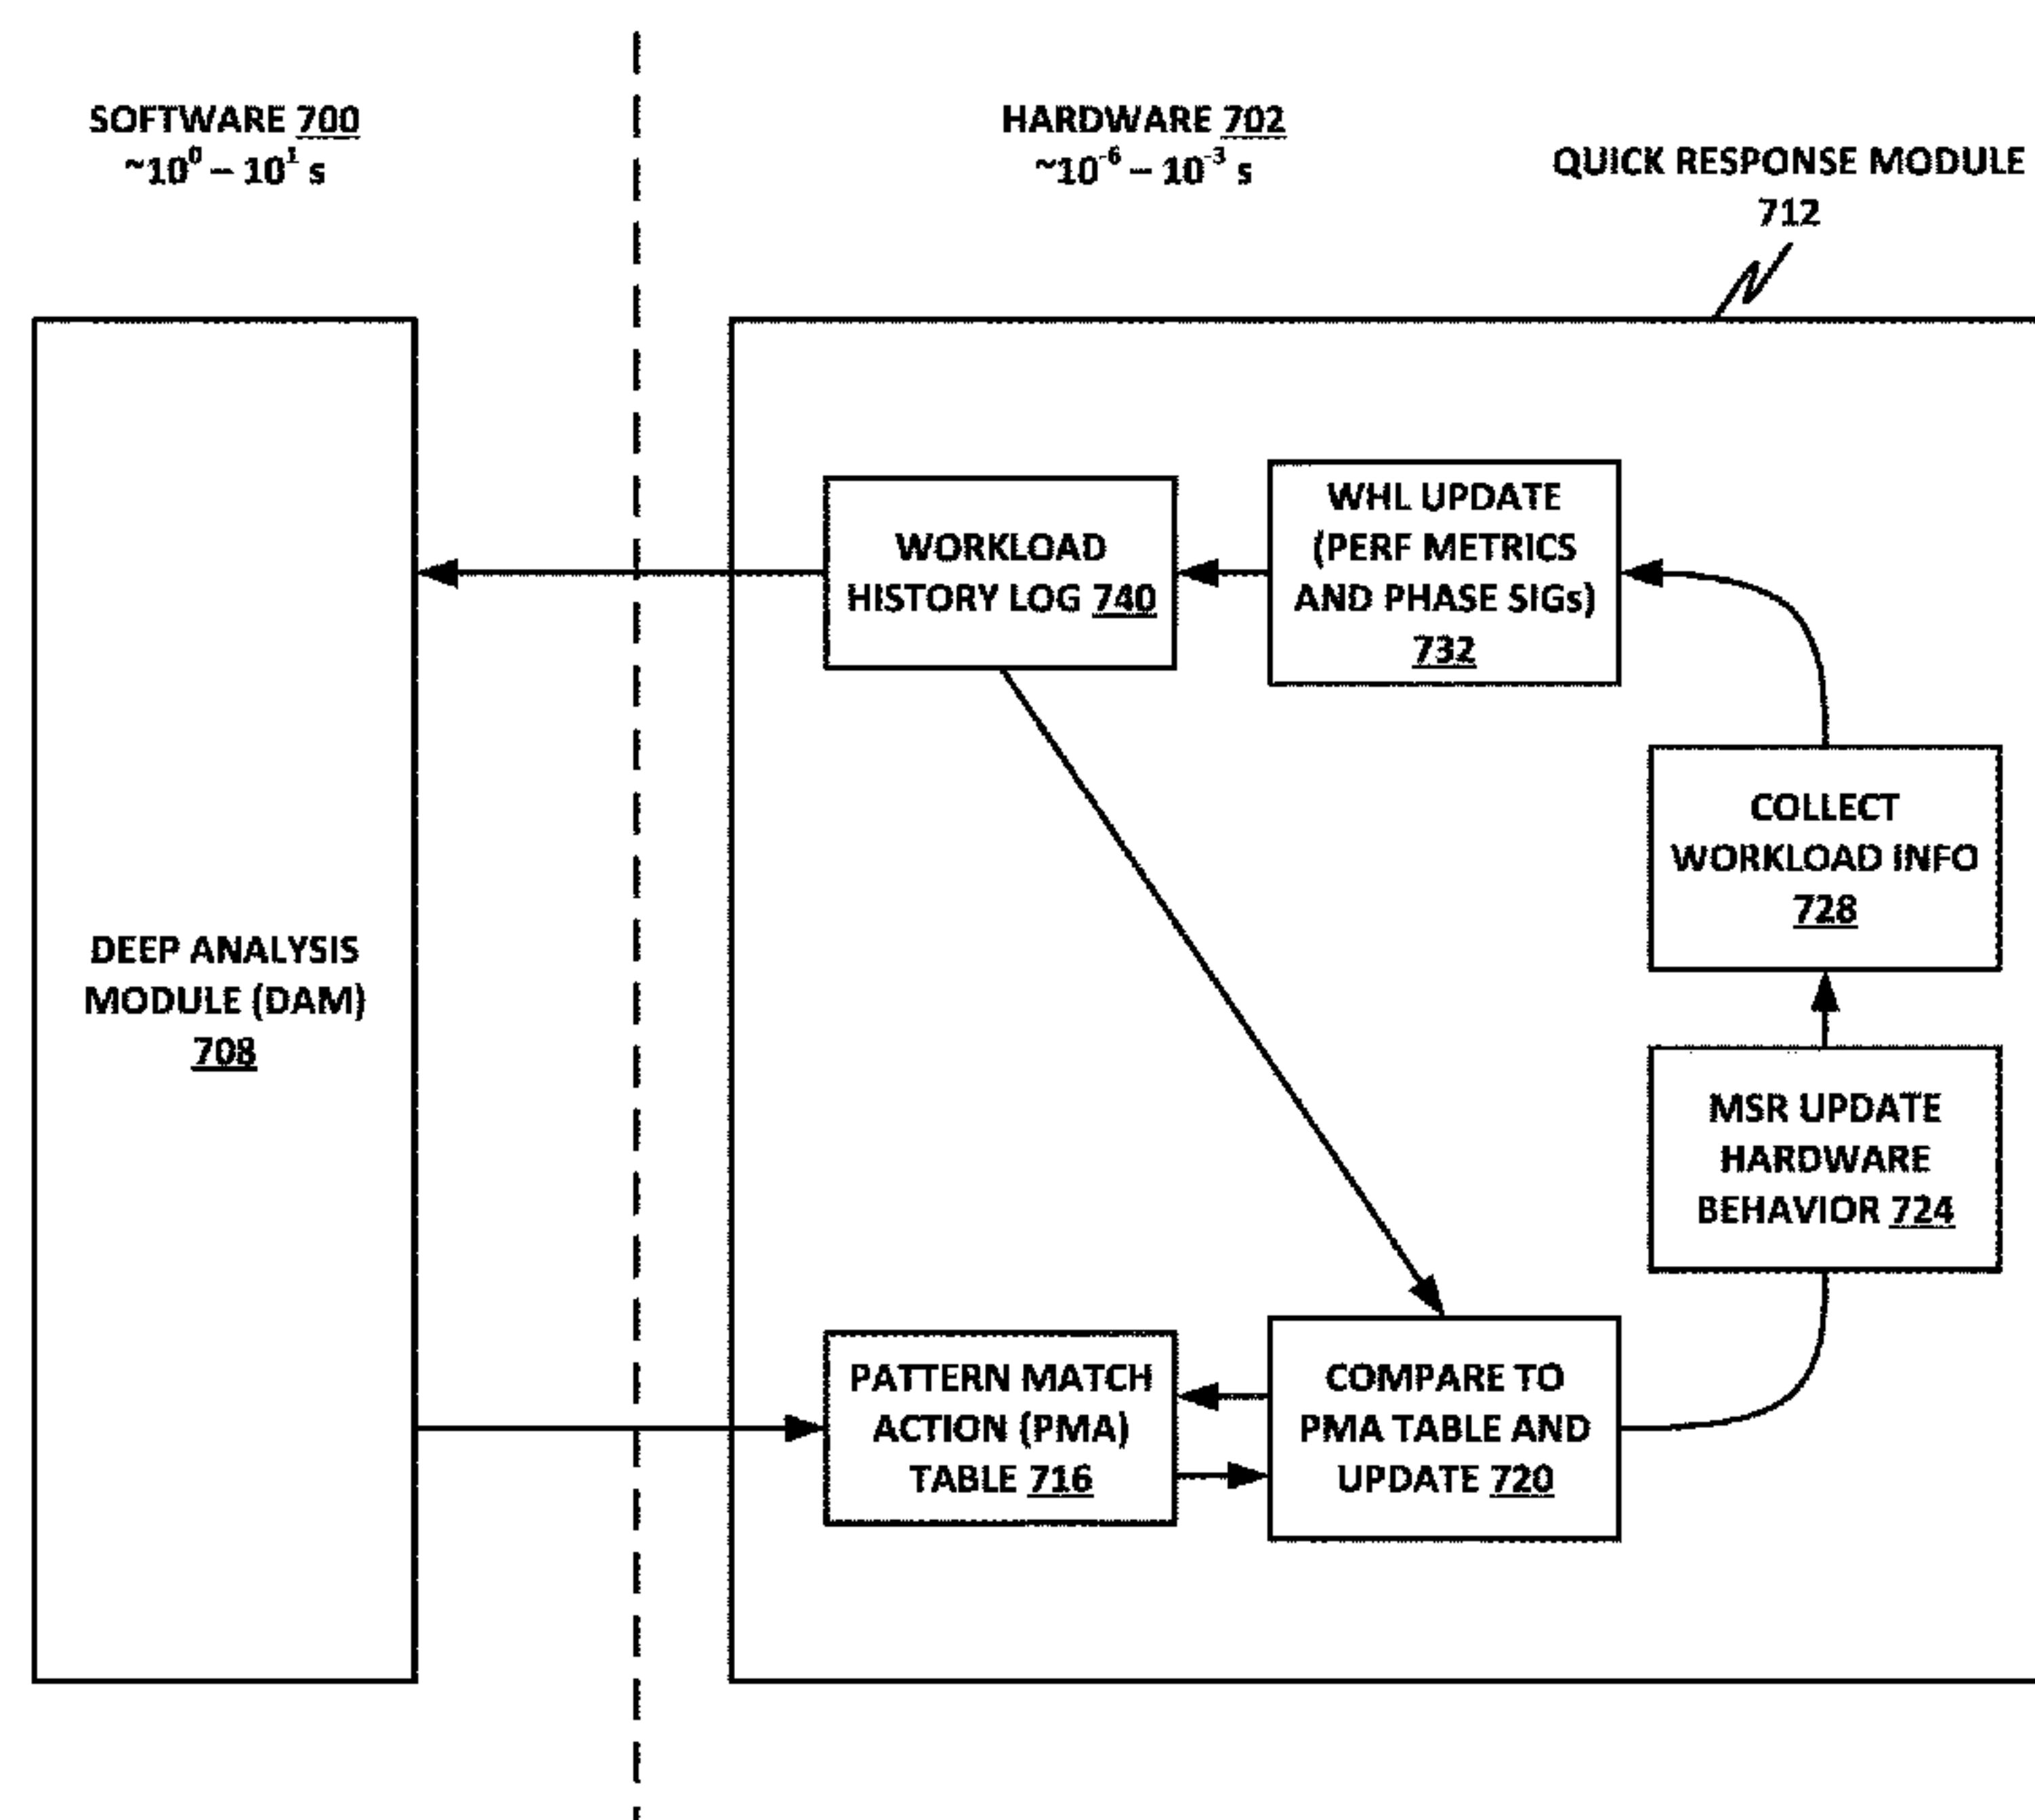 SOFTWARE 700
~10⁰ – 10¹ s
HARDWARE 702
~10⁻⁶ – 10⁻³ s
QUICK RESPONSE MODULE
712
WORKLOAD
HISTORY LOG 740
WHL UPDATE
(PERF METRICS
AND PHASE SIGs)
732
COLLECT
WORKLOAD INFO
728
DEEP ANALYSIS
MODULE (DAM)
708
MSR UPDATE
HARDWARE
BEHAVIOR 724
PATTERN MATCH
ACTION (PMA)
TABLE 716
COMPARE TO
PMA TABLE AND
UPDATE 720